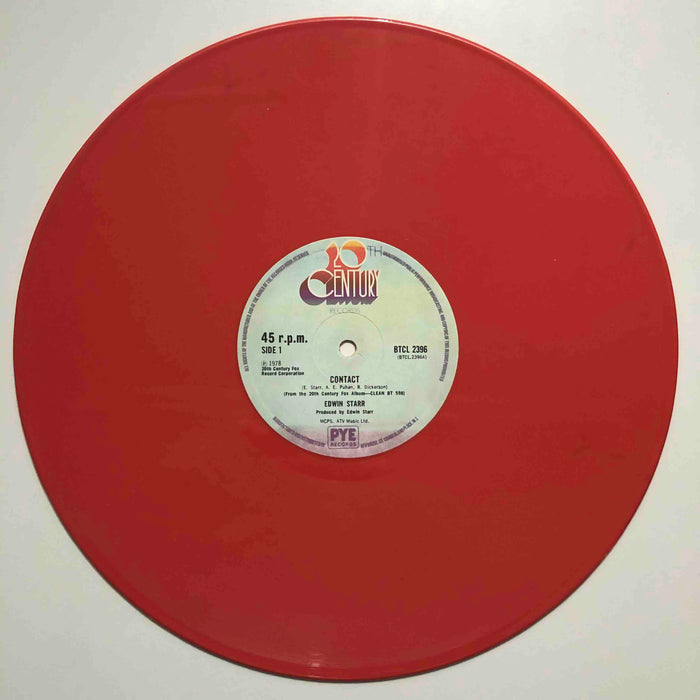 20TH
CENTURY
RECORDS
45 r.p.m.
SIDE 1
BTCL 2396
(BTCL.2396A)
℗ 1978
20th Century Fox
Record Corporation
CONTACT
(E. Starr, A. E. Pullan, R. Dickerson)
(From the 20th Century Fox Album—CLEAN BT 598)
EDWIN STARR
Produced by Edwin Starr
MCPS. ATV Music Ltd.
PYE
RECORDS